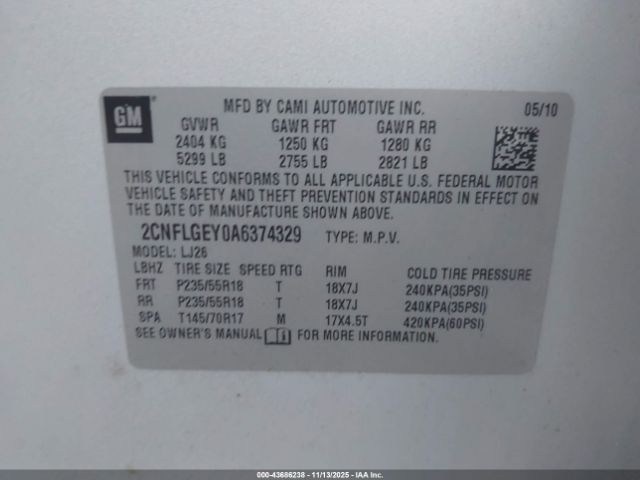 GM
MFD BY CAMI AUTOMOTIVE INC. 05/10
GVWR GAWR FRT GAWR RR
2404 KG 1250 KG 1280 KG
5299 LB 2755 LB 2821 LB
THIS VEHICLE CONFORMS TO ALL APPLICABLE U.S. FEDERAL MOTOR
VEHICLE SAFETY AND THEFT PREVENTION STANDARDS IN EFFECT ON THE
DATE OF MANUFACTURE SHOWN ABOVE.
2CNFLGEY0A6374329 TYPE: M.P.V.
MODEL: LJ26
LBHZ TIRE SIZE SPEED RTG RIM COLD TIRE PRESSURE
FRT P235/55R18 T 18X7J 240KPA(35PSI)
RR P235/55R18 T 18X7J 240KPA(35PSI)
SPA T145/70R17 M 17X4.5T 420KPA(60PSI)
SEE OWNER'S MANUAL FOR MORE INFORMATION.
000-43686238 - 11/13/2025 - IAA Inc.